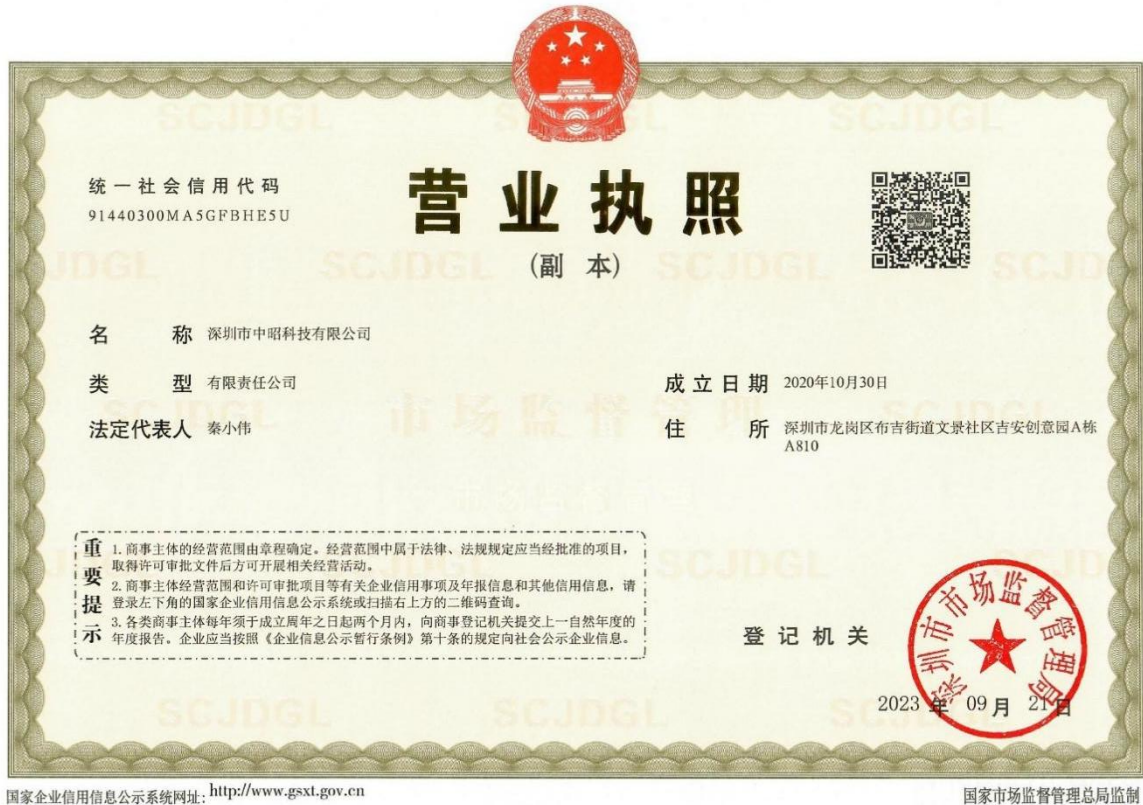 统一社会信用代码
91440300MA5GFBHE5U
营业执照
(副 本)
名 称 深圳市中昭科技有限公司
类 型 有限责任公司
成立日期 2020年10月30日
法定代表人 秦小伟
住 所 深圳市龙岗区布吉街道文景社区吉安创意园A栋
A810
重要提示
1. 商事主体的经营范围由章程确定。经营范围中属于法律、法规规定应当经批准的项目，
取得许可审批文件后方可开展相关经营活动。
2. 商事主体经营范围和许可审批项目等有关企业信用事项及年报信息和其他信用信息，请
登录左下角的国家企业信用信息公示系统或扫描右上方的二维码查询。
3. 各类商事主体每年须于成立周年之日起两个月内，向商事登记机关提交上一自然年度的
年度报告。企业应当按照《企业信息公示暂行条例》第十条的规定向社会公示企业信息。
登记机关
深圳市市场监督管理局
2023 年 09 月 21 日
国家企业信用信息公示系统网址: http://www.gsxt.gov.cn
国家市场监督管理总局监制
SCJDGL
市场监督管理